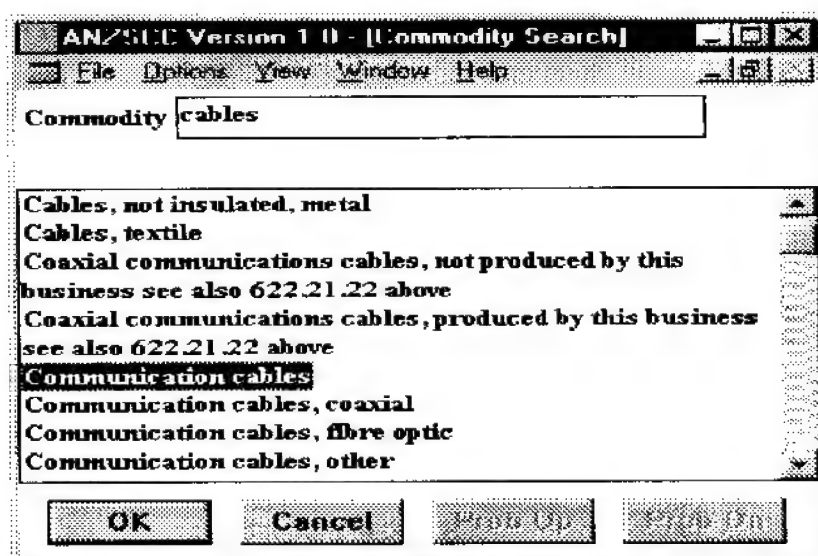 ANZSCC Version 1.0 - [Commodity Search]
File Options View Window Help
Commodity cables
Cables, not insulated, metal
Cables, textile
Coaxial communications cables, not produced by this
business see also 622.21.22 above
Coaxial communications cables, produced by this business
see also 622.21.22 above
Communication cables
Communication cables, coaxial
Communication cables, fibre optic
Communication cables, other
OK Cancel